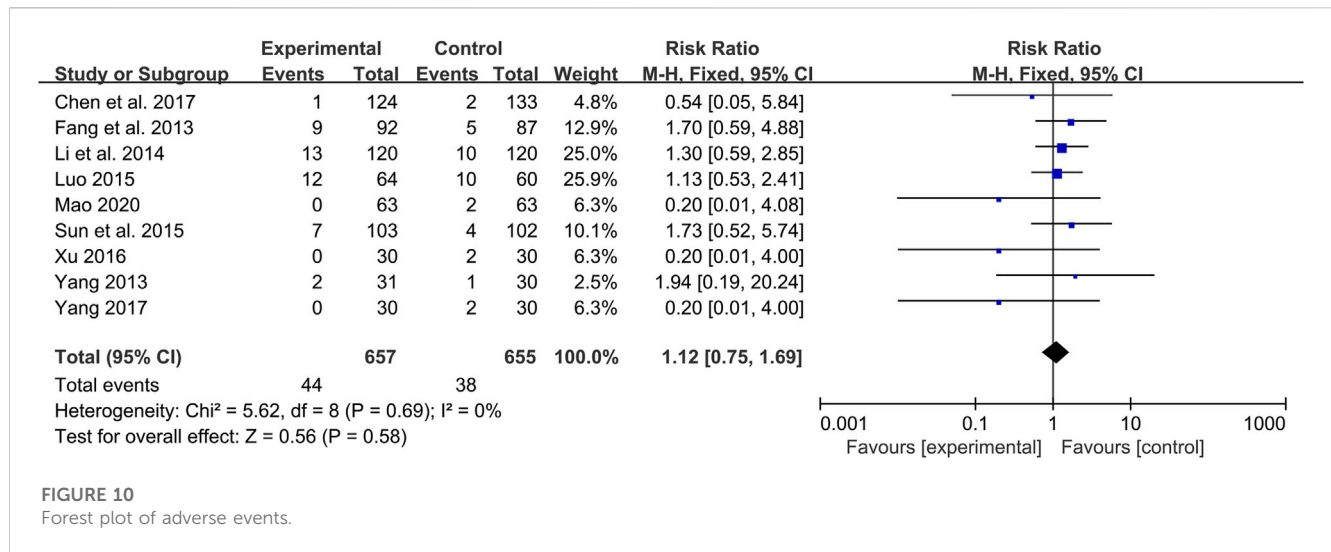 Experimental Control Risk Ratio Risk Ratio
Study or Subgroup Events Total Events Total Weight M-H, Fixed, 95% CI M-H, Fixed, 95% CI
Chen et al. 2017 1 124 2 133 4.8% 0.54 [0.05, 5.84]
Fang et al. 2013 9 92 5 87 12.9% 1.70 [0.59, 4.88]
Li et al. 2014 13 120 10 120 25.0% 1.30 [0.59, 2.85]
Luo 2015 12 64 10 60 25.9% 1.13 [0.53, 2.41]
Mao 2020 0 63 2 63 6.3% 0.20 [0.01, 4.08]
Sun et al. 2015 7 103 4 102 10.1% 1.73 [0.52, 5.74]
Xu 2016 0 30 2 30 6.3% 0.20 [0.01, 4.00]
Yang 2013 2 31 1 30 2.5% 1.94 [0.19, 20.24]
Yang 2017 0 30 2 30 6.3% 0.20 [0.01, 4.00]
Total (95% CI) 657 655 100.0% 1.12 [0.75, 1.69]
Total events 44 38
Heterogeneity: Chi² = 5.62, df = 8 (P = 0.69); I² = 0%
Test for overall effect: Z = 0.56 (P = 0.58)
0.001 0.1 1 10 1000
Favours [experimental] Favours [control]
FIGURE 10
Forest plot of adverse events.